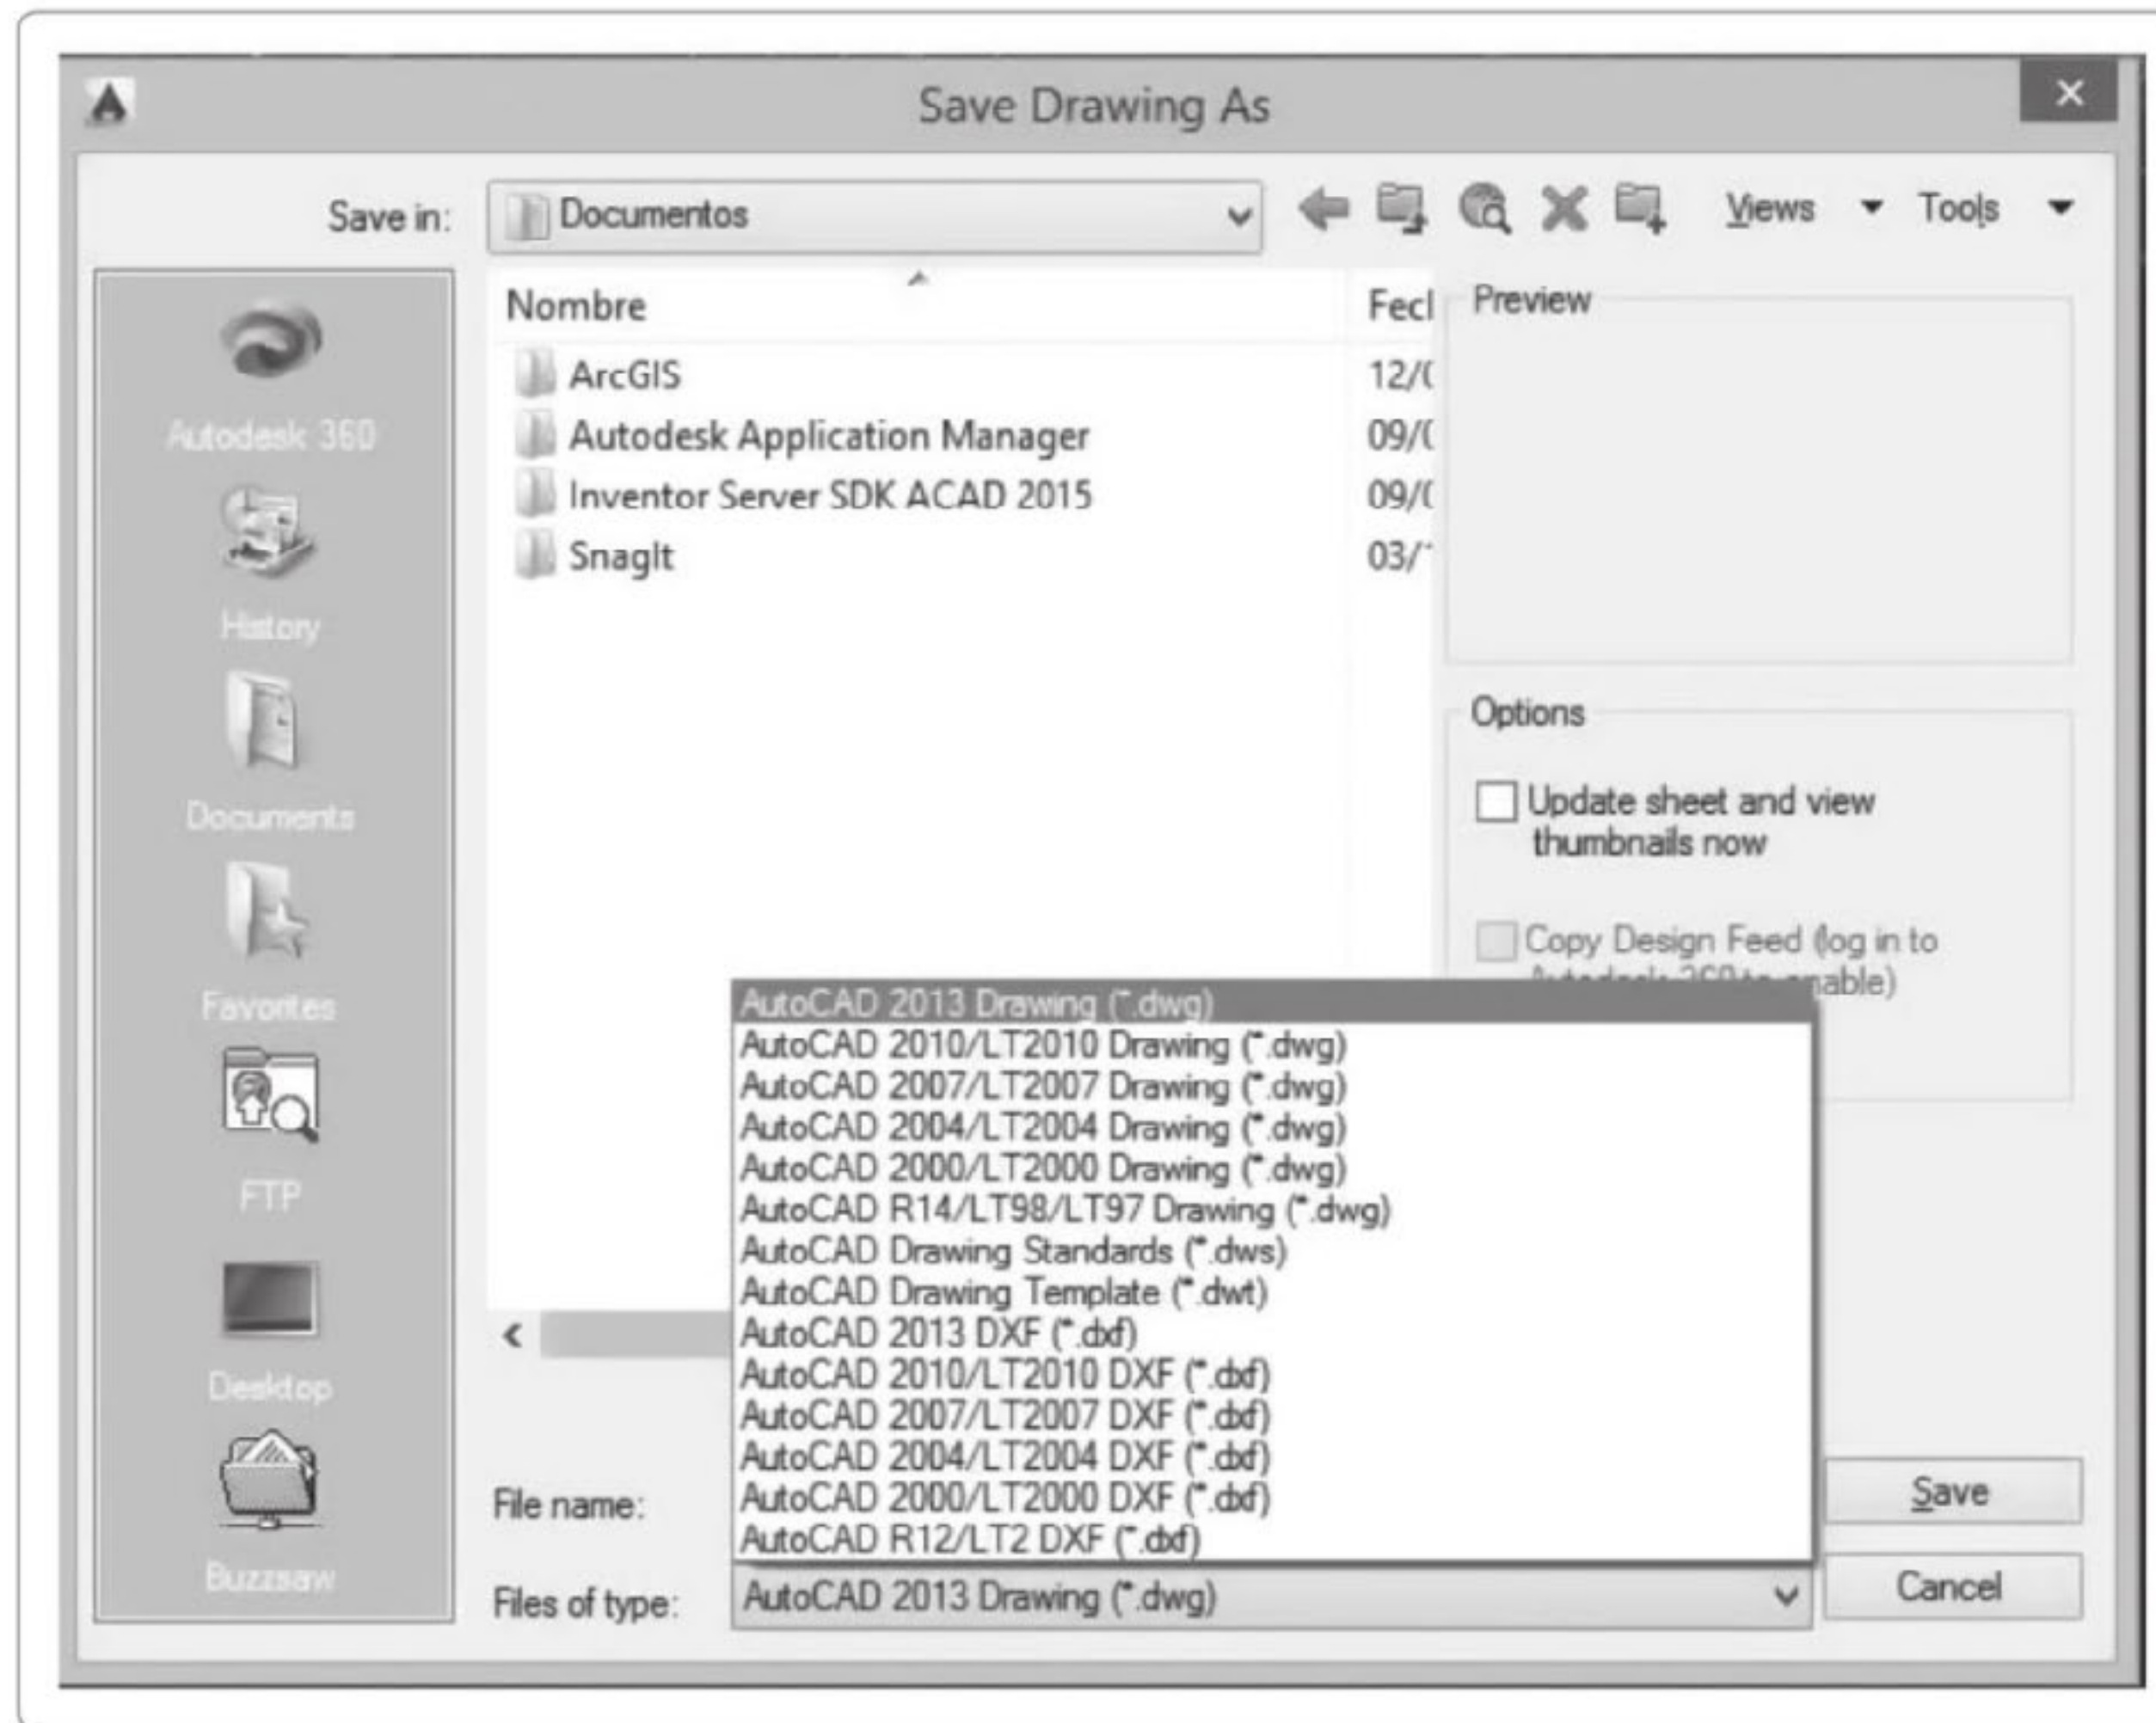 Save Drawing As
Save in:
Documentos
Views
Tools
Autodesk 360
History
Documents
Favorites
FTP
Desktop
Buzzsaw
Nombre
Fecl
ArcGIS
12/(
Autodesk Application Manager
09/(
Inventor Server SDK ACAD 2015
09/(
SnagIt
03/
Preview
Options
Update sheet and view
thumbnails now
Copy Design Feed (log in to
Autodesk 360 to enable)
AutoCAD 2013 Drawing (*.dwg)
AutoCAD 2010/LT2010 Drawing (*.dwg)
AutoCAD 2007/LT2007 Drawing (*.dwg)
AutoCAD 2004/LT2004 Drawing (*.dwg)
AutoCAD 2000/LT2000 Drawing (*.dwg)
AutoCAD R14/LT98/LT97 Drawing (*.dwg)
AutoCAD Drawing Standards (*.dws)
AutoCAD Drawing Template (*.dwt)
AutoCAD 2013 DXF (*.dxf)
AutoCAD 2010/LT2010 DXF (*.dxf)
AutoCAD 2007/LT2007 DXF (*.dxf)
AutoCAD 2004/LT2004 DXF (*.dxf)
AutoCAD 2000/LT2000 DXF (*.dxf)
AutoCAD R12/LT2 DXF (*.dxf)
File name:
Files of type:
AutoCAD 2013 Drawing (*.dwg)
Save
Cancel